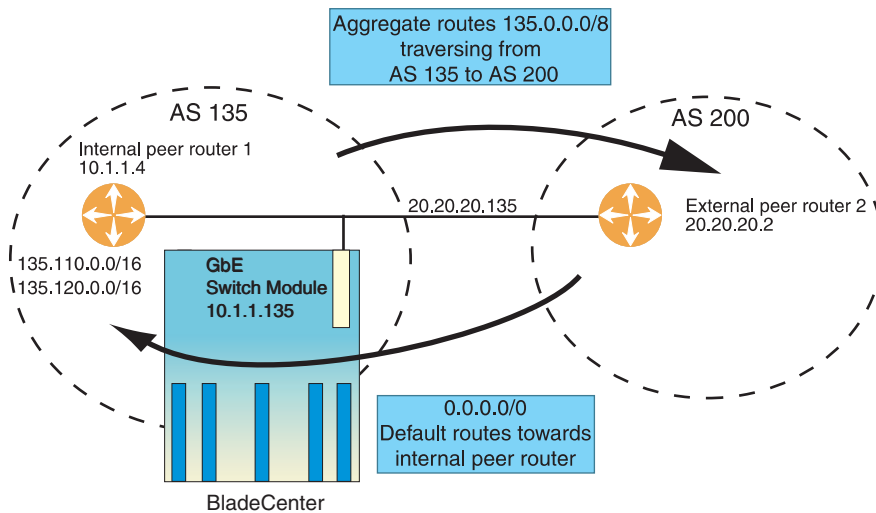 Aggregate routes 135.0.0.0/8
traversing from
AS 135 to AS 200
AS 135
AS 200
Internal peer router 1
10.1.1.4
20.20.20.135
External peer router 2
20.20.20.2
135.110.0.0/16
135.120.0.0/16
GbE
Switch Module
10.1.1.135
0.0.0.0/0
Default routes towards
internal peer router
BladeCenter